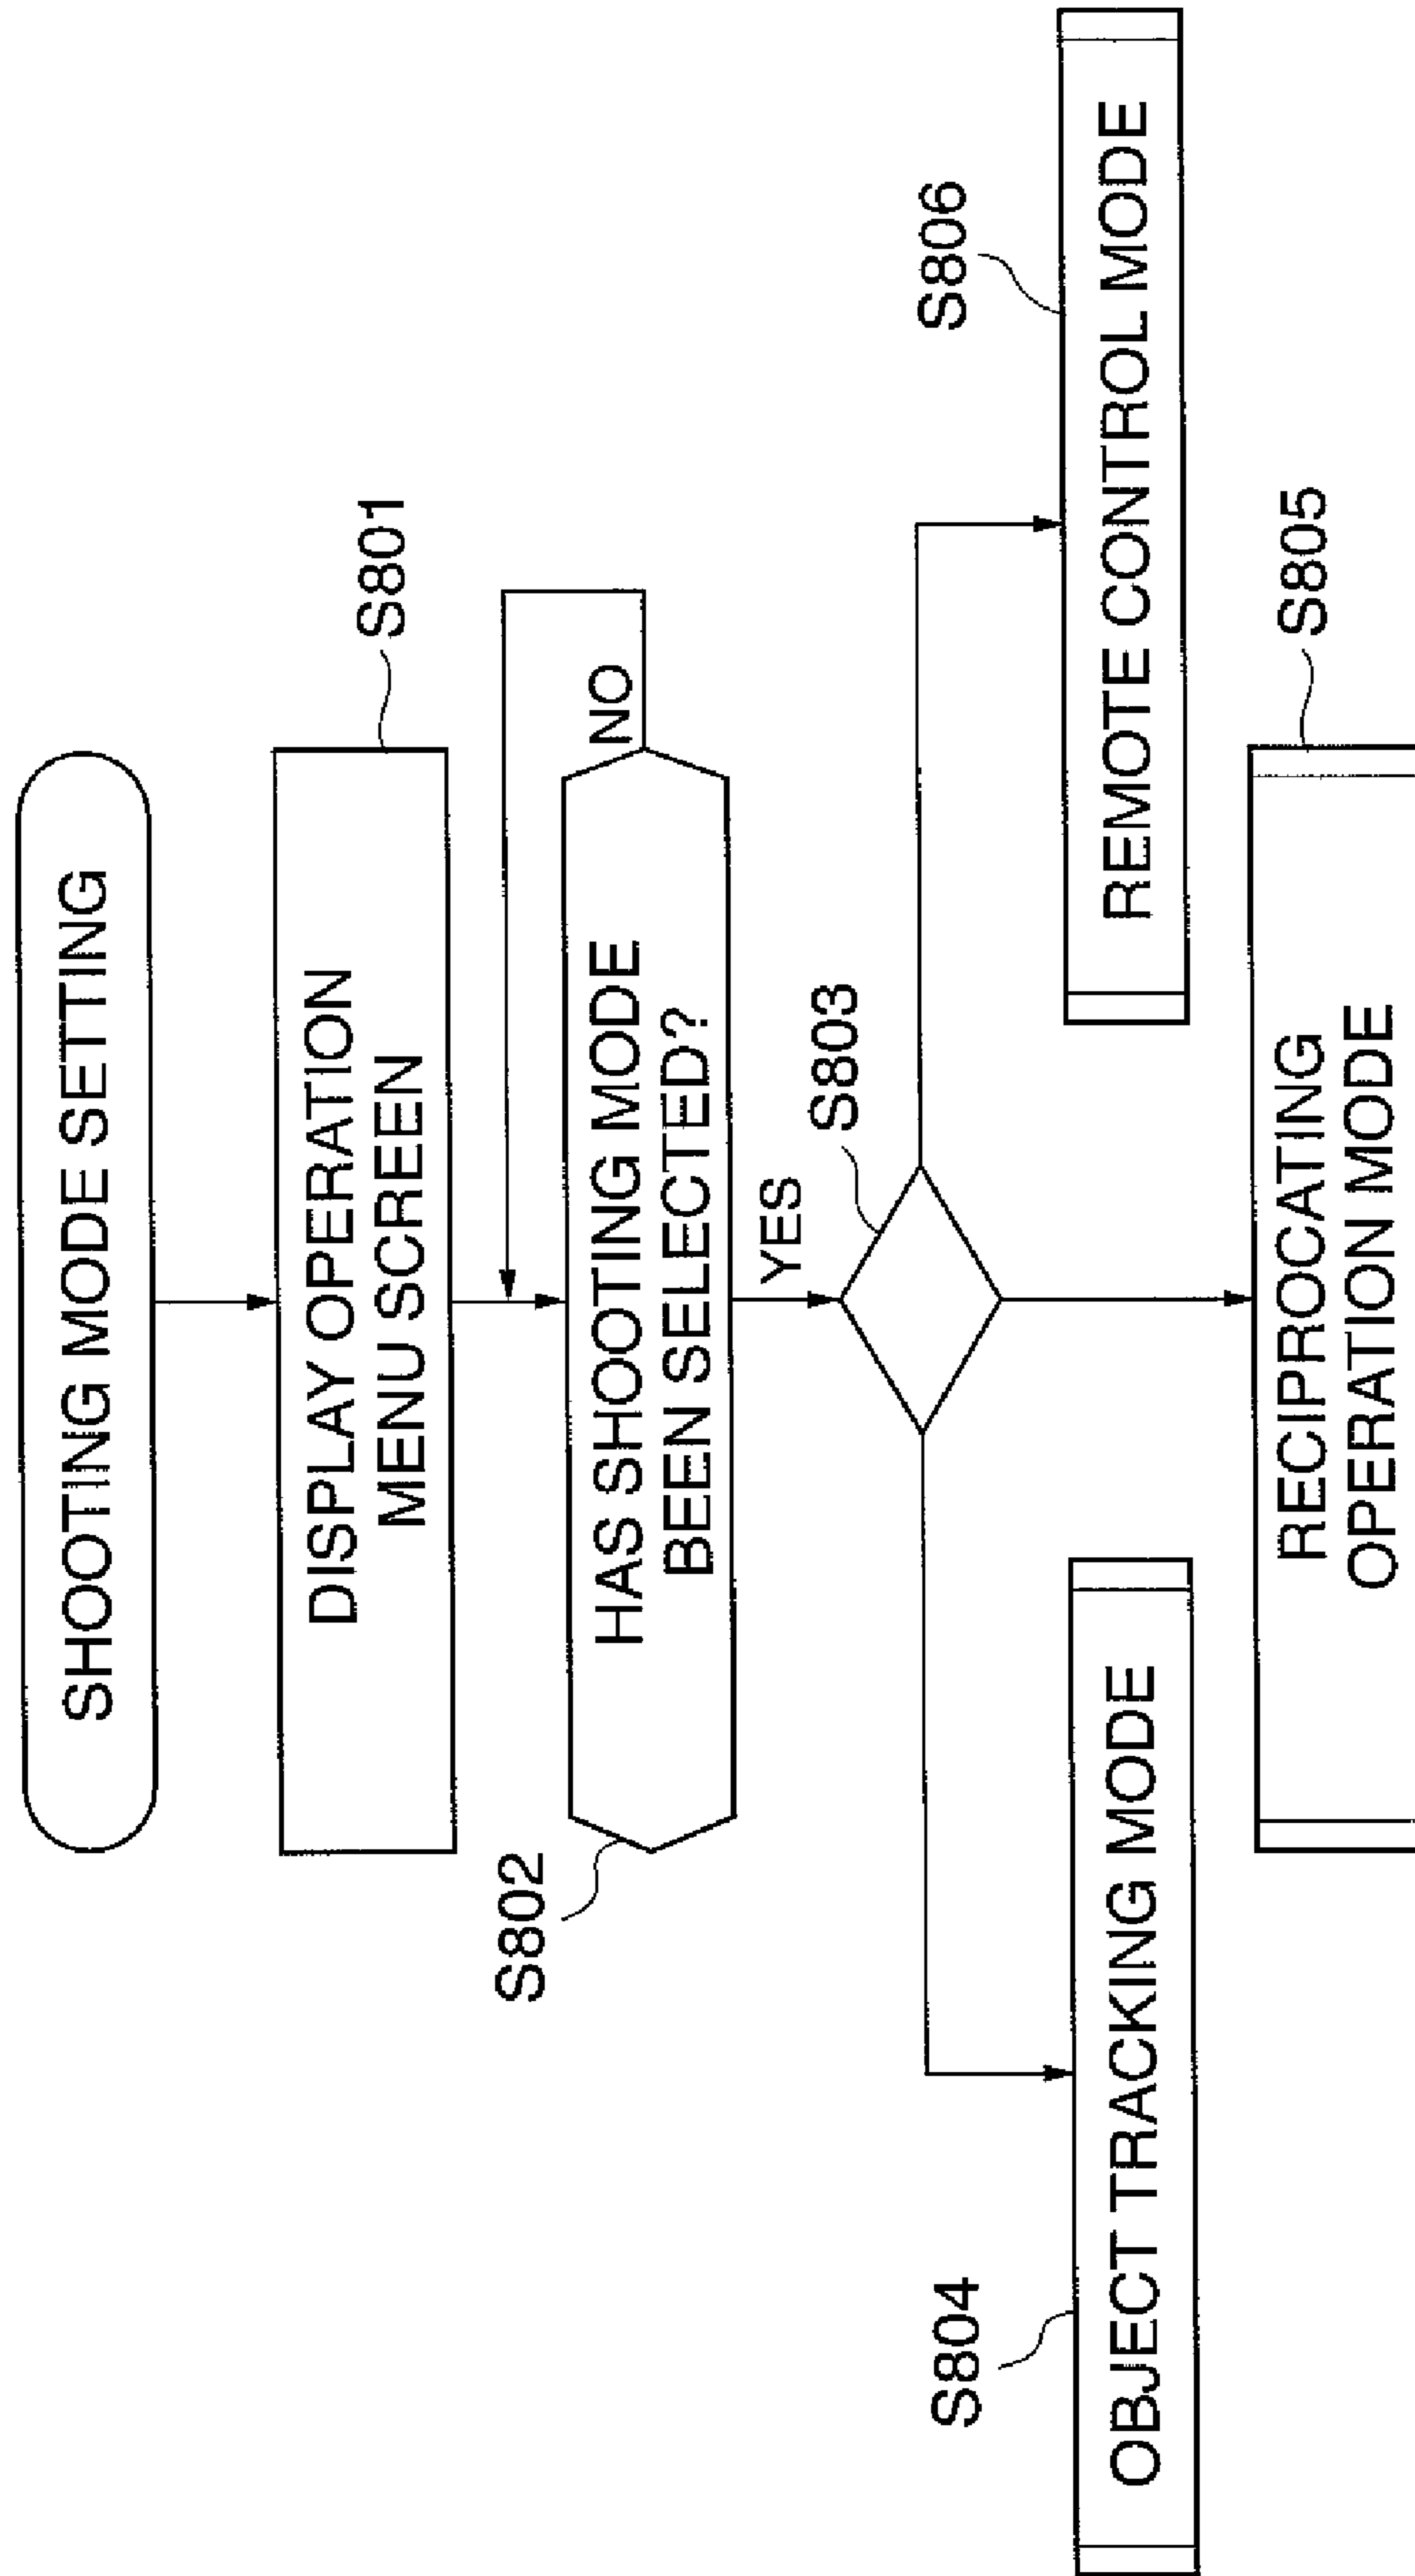 SHOOTING MODE SETTING
S801
DISPLAY OPERATION
MENU SCREEN
S802
HAS SHOOTING MODE
BEEN SELECTED?
NO
YES
S803
S804
OBJECT TRACKING MODE
S806
REMOTE CONTROL MODE
S805
RECIPROCATING
OPERATION MODE